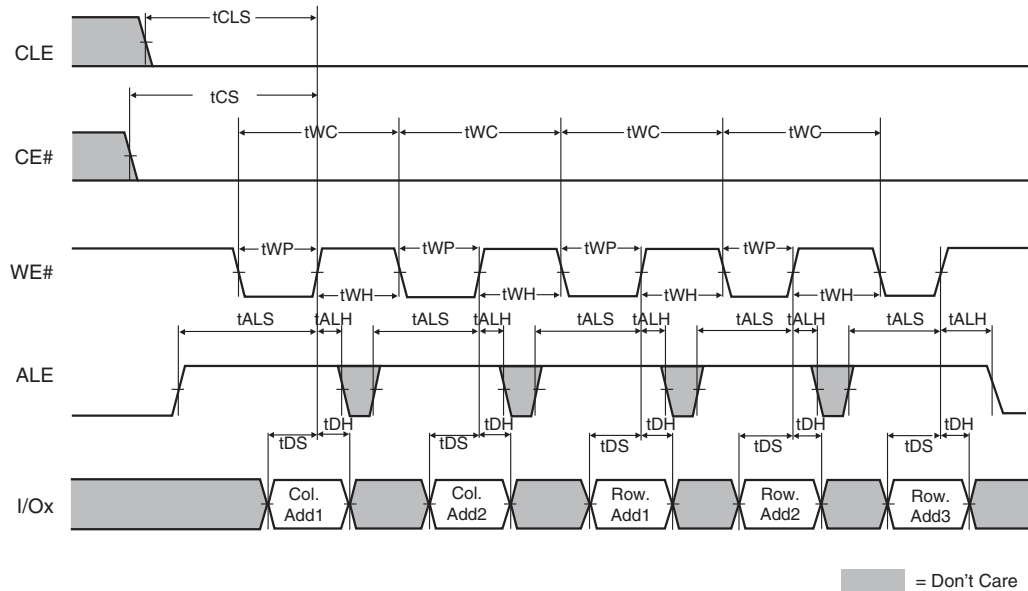 tCLS
CLE
tCS
tWC tWC tWC tWC
CE#
tWP tWP tWP tWP
WE#
tWH tWH tWH tWH
tALS tALH tALS tALH tALS tALH tALS tALH tALS tALH
ALE
tDH tDH tDH tDH tDH
tDS tDS tDS tDS tDS
I/Ox
Col. Add1
Col. Add2
Row. Add1
Row. Add2
Row. Add3
= Don't Care